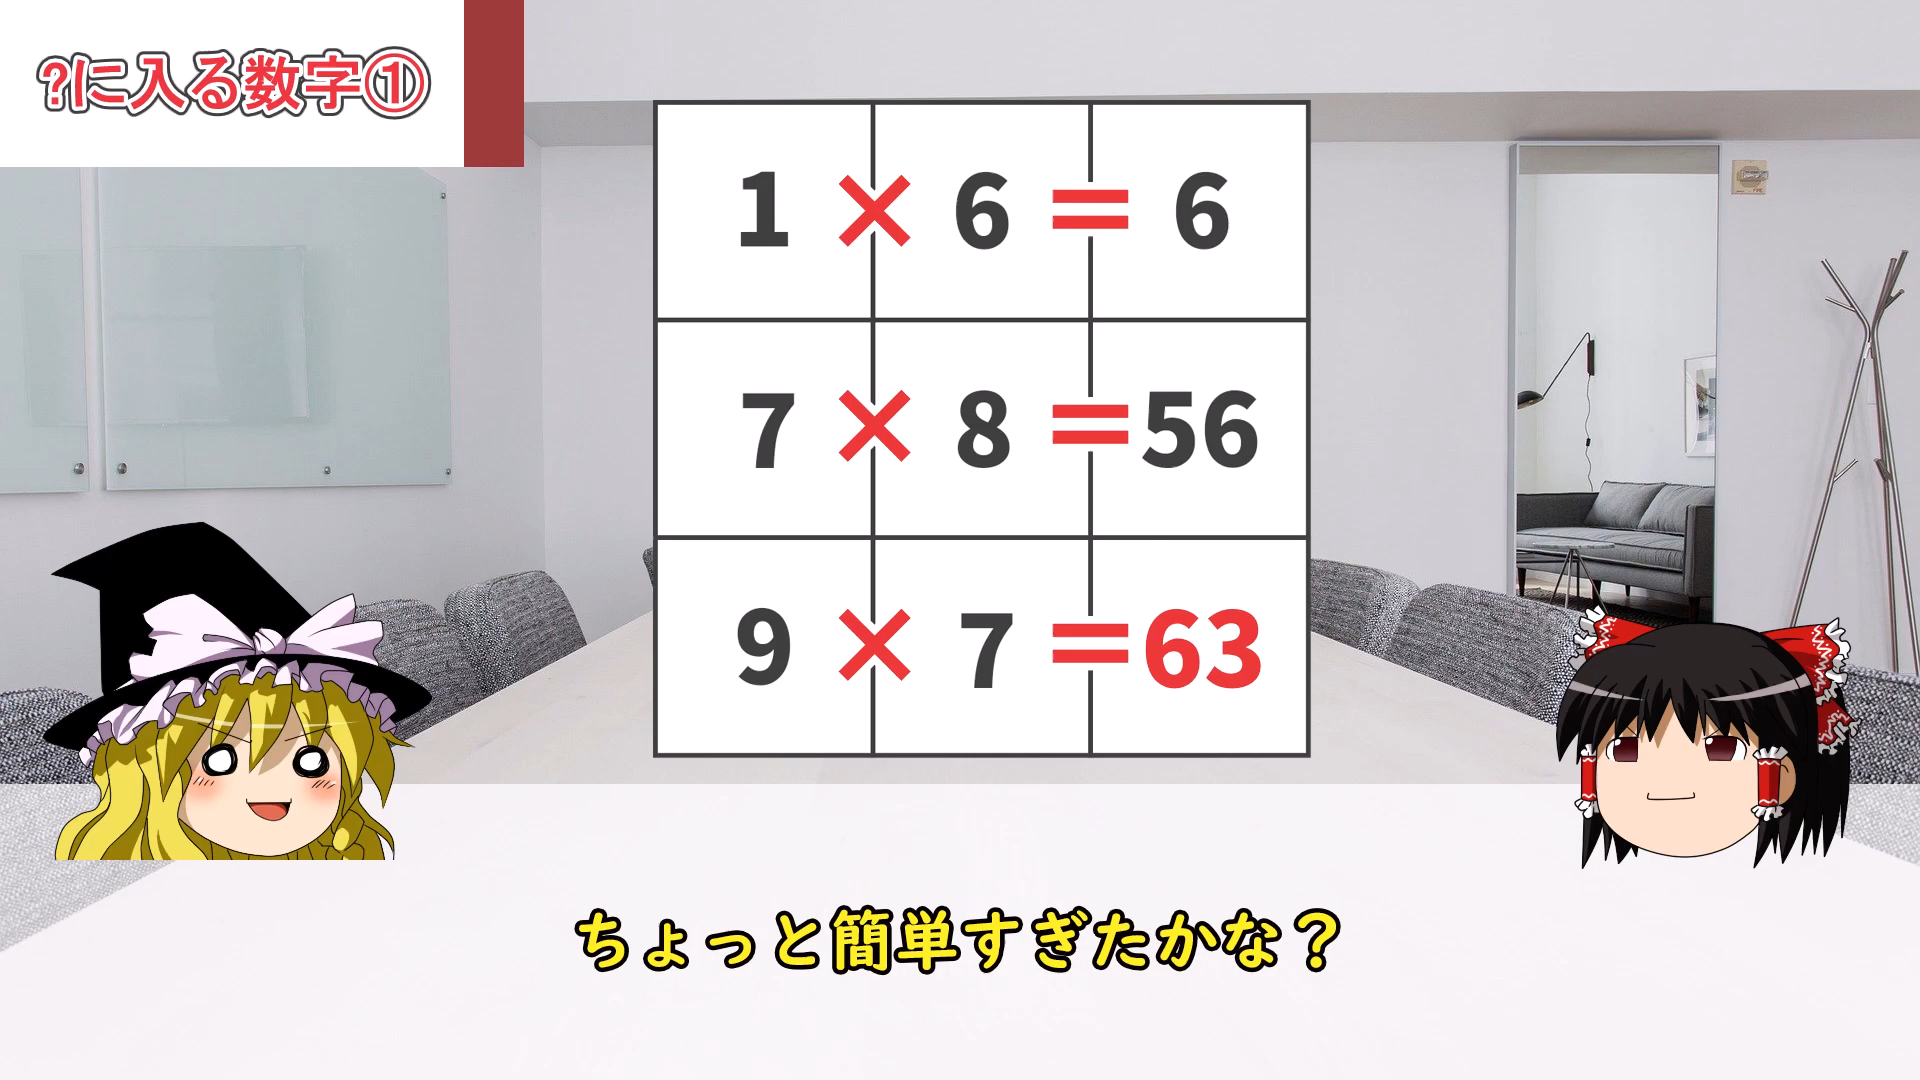 ?に入る数字①
1 × 6 = 6
7 × 8 = 56
9 × 7 = 63
ちょっと簡単すぎたかな？